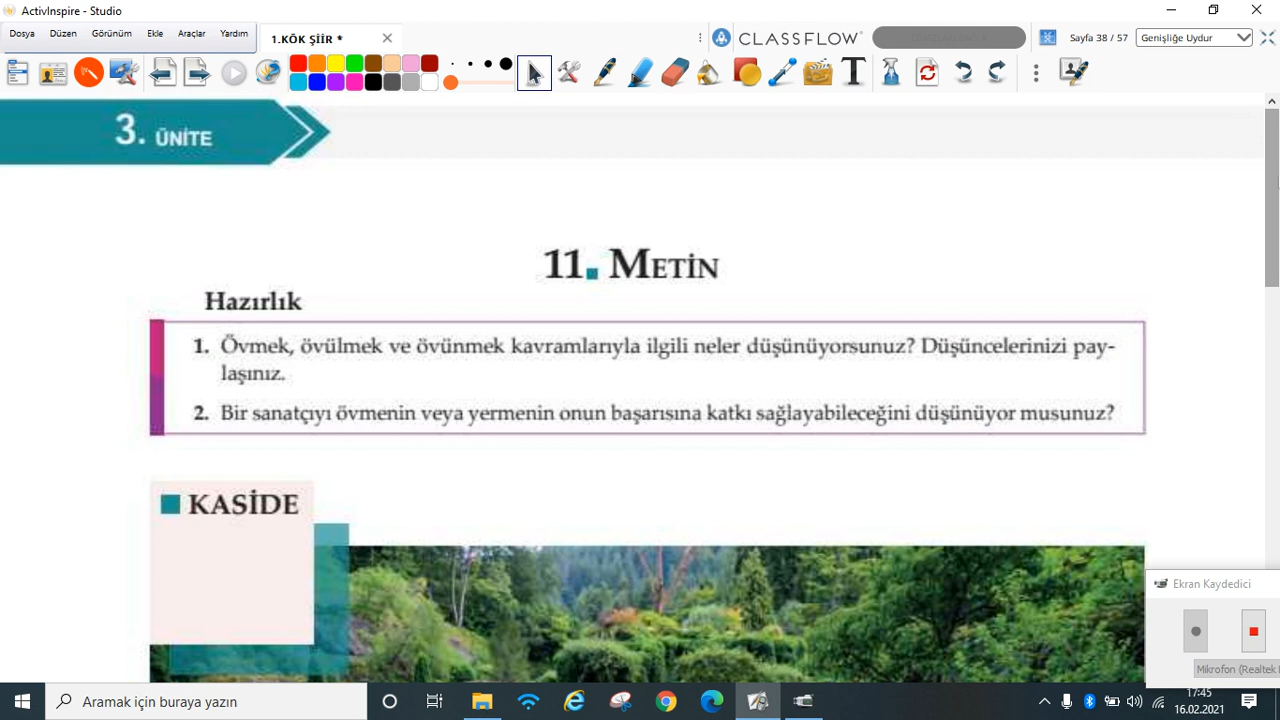 ActivInspire - Studio
Dosya Düzen Görünüm Ekle Araçlar Yardım
1.KÖK ŞİİR *
CLASSFLOW
Sayfa 38 / 57
Genişliğe Uydur
3. ÜNİTE
11. METİN
Hazırlık
1. Övmek, övülmek ve övünmek kavramlarıyla ilgili neler düşünüyorsunuz? Düşüncelerinizi pay-
laşınız.
2. Bir sanatçıyı övmenin veya yermenin onun başarısına katkı sağlayabileceğini düşünüyor musunuz?
KASİDE
Ekran Kaydedici
Mikrofon (Realtek
Aramak için buraya yazın
17:45
16.02.2021